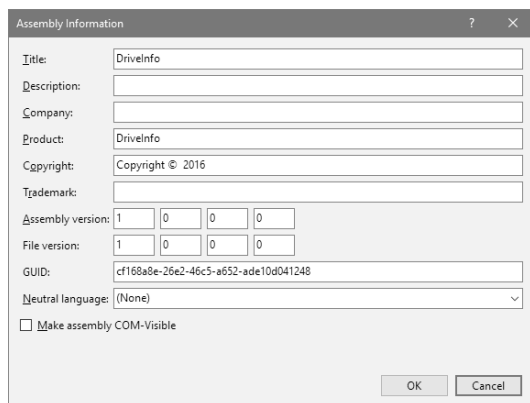 Assembly Information ? ×
Title: DriveInfo
Description:
Company:
Product: DriveInfo
Copyright: Copyright © 2016
Trademark:
Assembly version: 1 0 0 0
File version: 1 0 0 0
GUID: cf168a8e-26e2-46c5-a652-ade10d041248
Neutral language: (None)
Make assembly COM-Visible
OK Cancel